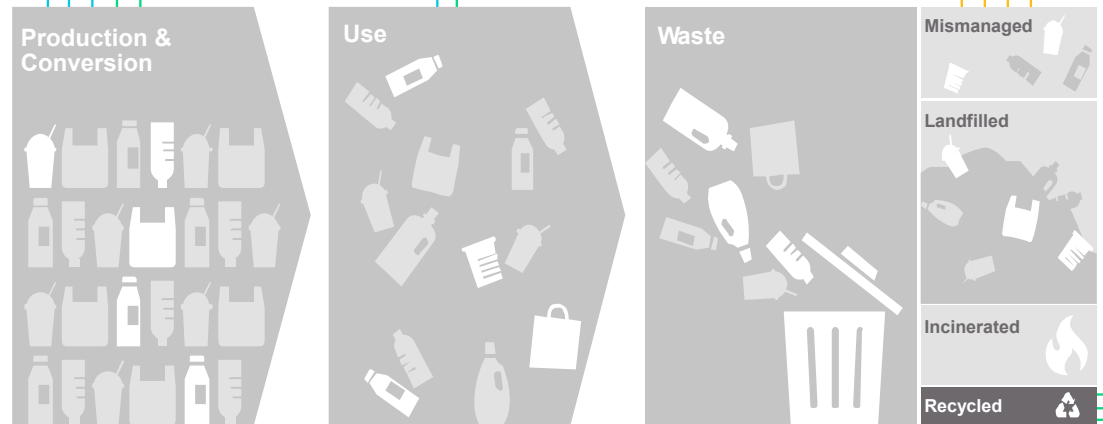 Production &
Conversion
Use
Waste
Mismanaged
Landfilled
Incinerated
Recycled